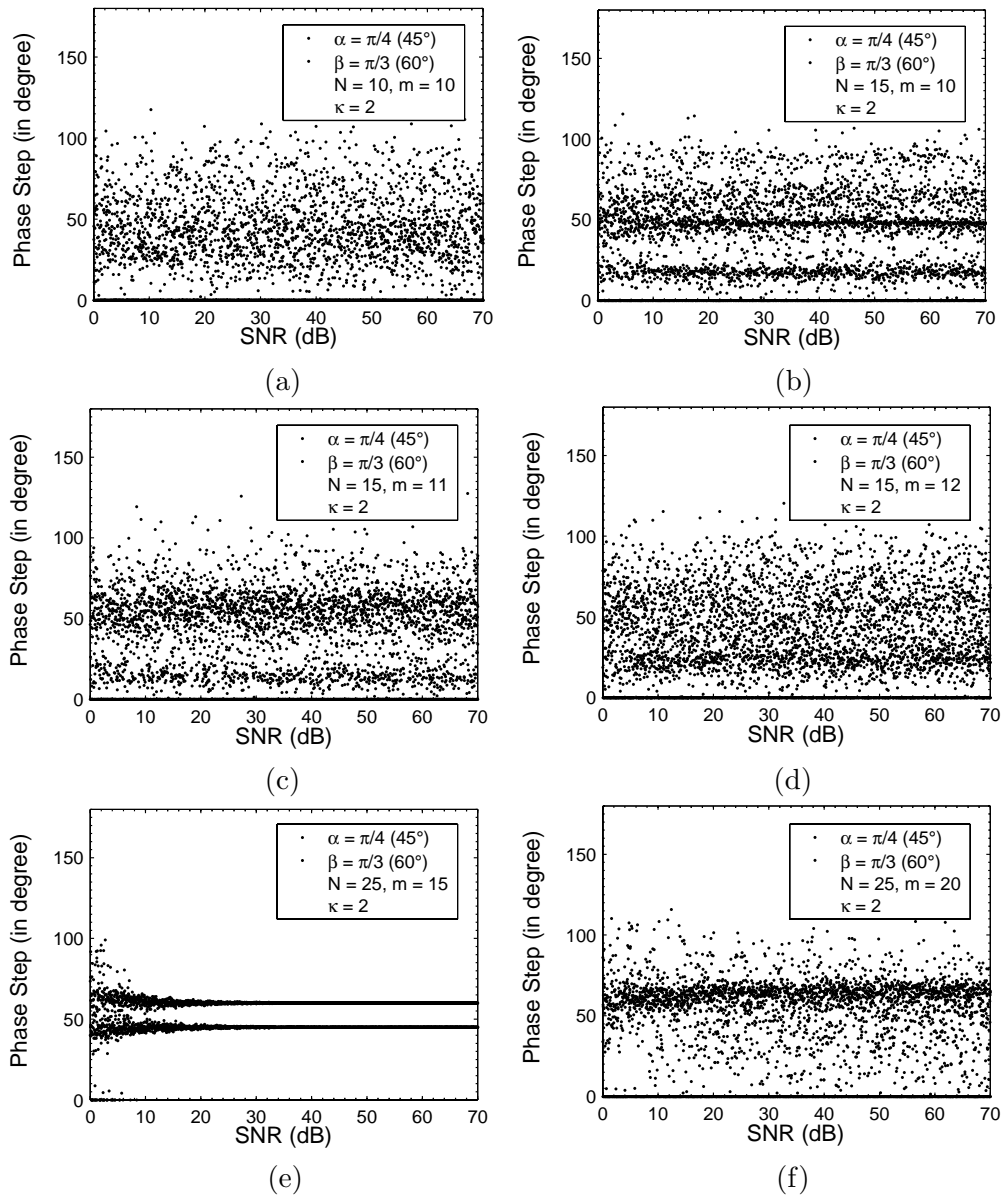 Phase Step (in degree)
150
100
50
0
α = π/4 (45°)
β = π/3 (60°)
N = 10, m = 10
κ = 2
0 10 20 30 40 50 60 70
SNR (dB)
(a)
Phase Step (in degree)
150
100
50
0
α = π/4 (45°)
β = π/3 (60°)
N = 15, m = 10
κ = 2
0 10 20 30 40 50 60 70
SNR (dB)
(b)
Phase Step (in degree)
150
100
50
0
α = π/4 (45°)
β = π/3 (60°)
N = 15, m = 11
κ = 2
0 10 20 30 40 50 60 70
SNR (dB)
(c)
Phase Step (in degree)
150
100
50
0
α = π/4 (45°)
β = π/3 (60°)
N = 15, m = 12
κ = 2
0 10 20 30 40 50 60 70
SNR (dB)
(d)
Phase Step (in degree)
150
100
50
0
α = π/4 (45°)
β = π/3 (60°)
N = 25, m = 15
κ = 2
0 10 20 30 40 50 60 70
SNR (dB)
(e)
Phase Step (in degree)
150
100
50
0
α = π/4 (45°)
β = π/3 (60°)
N = 25, m = 20
κ = 2
0 10 20 30 40 50 60 70
SNR (dB)
(f)